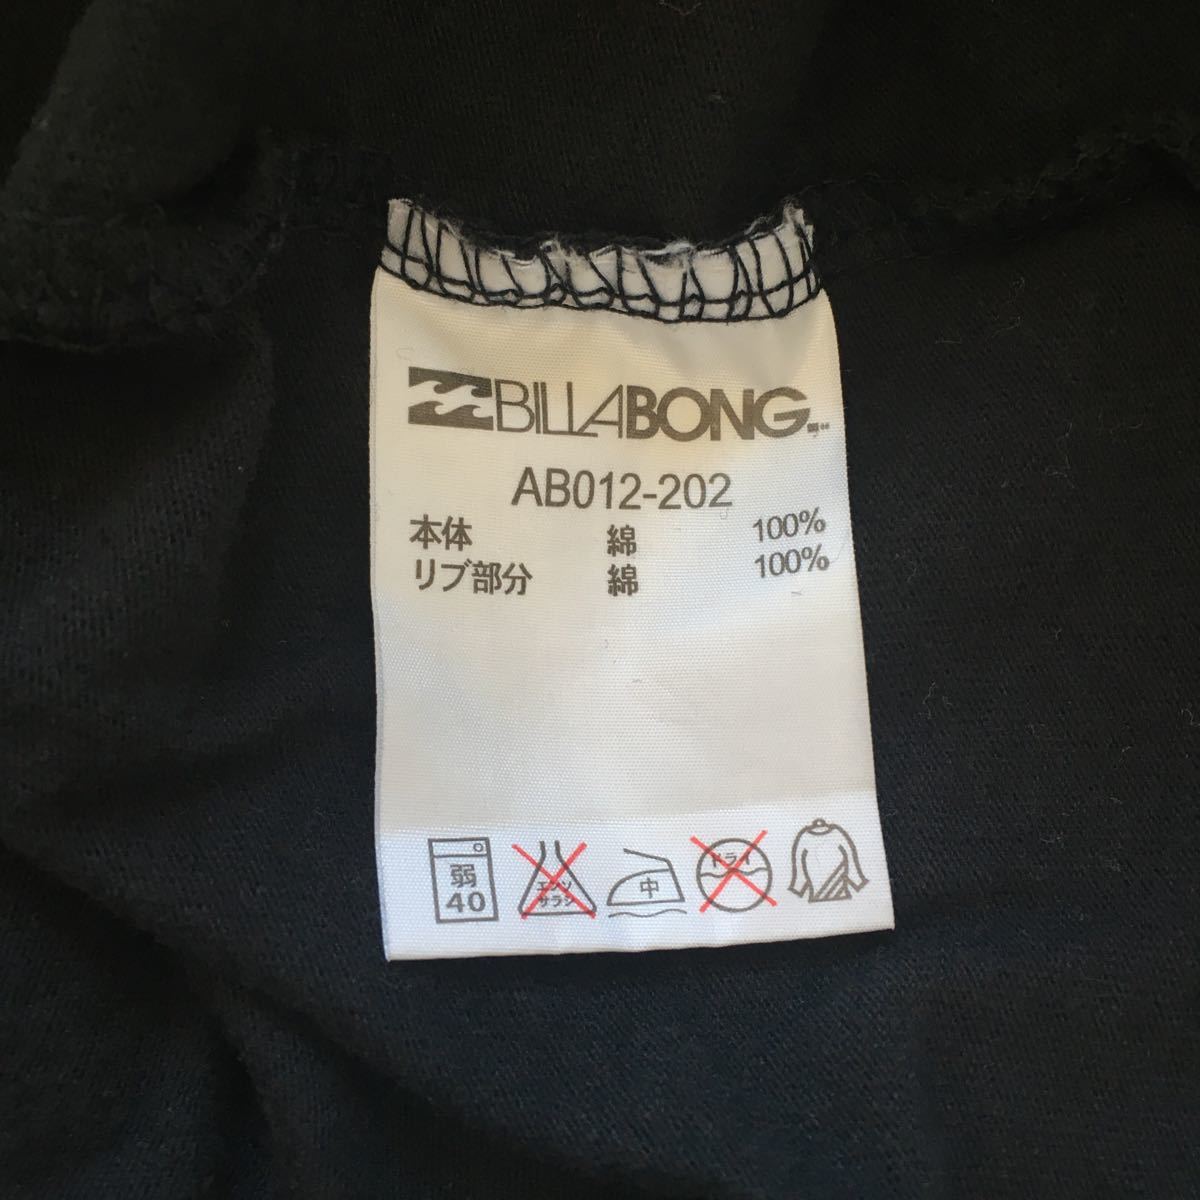 BILLABONG
AB012-202
本体 綿 100%
リブ部分 綿 100%
弱 40
エンソ サラシ
中
ドライ